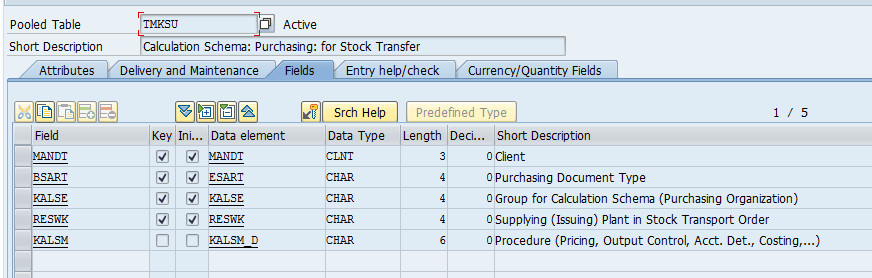 Pooled Table TMKSU Active
Short Description Calculation Schema: Purchasing: for Stock Transfer
Attributes Delivery and Maintenance Fields Entry help/check Currency/Quantity Fields
Srch Help Predefined Type 1 / 5
Field Key Ini... Data element Data Type Length Deci... Short Description
MANDT MANDT CLNT 3 0 Client
BSART ESART CHAR 4 0 Purchasing Document Type
KALSE KALSE CHAR 4 0 Group for Calculation Schema (Purchasing Organization)
RESWK RESWK CHAR 4 0 Supplying (Issuing) Plant in Stock Transport Order
KALSM KALSM_D CHAR 6 0 Procedure (Pricing, Output Control, Acct. Det., Costing,...)